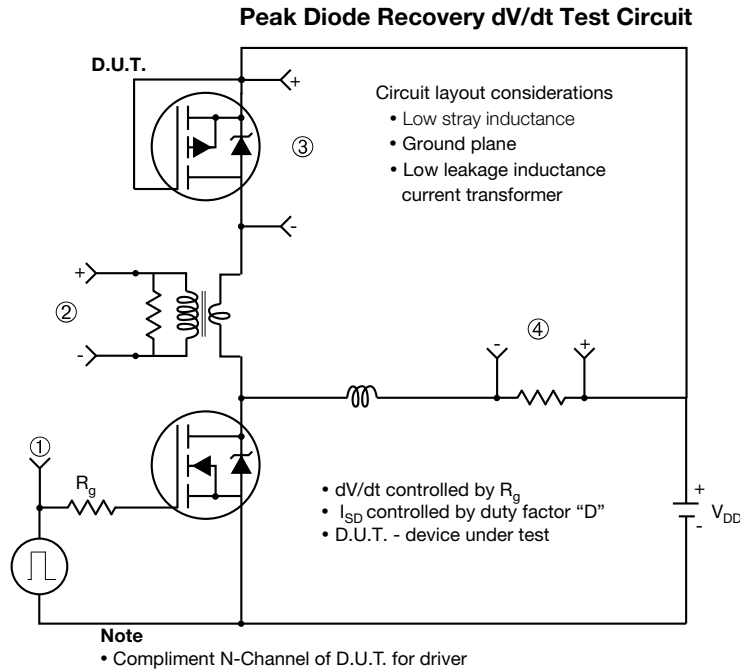 Peak Diode Recovery dV/dt Test Circuit
D.U.T.
+
Circuit layout considerations
• Low stray inductance
• Ground plane
• Low leakage inductance
current transformer
③
-
+
②
-
④
-
+
①
Rg
• dV/dt controlled by Rg
• ISD controlled by duty factor “D”
• D.U.T. - device under test
+
VDD
-
Note
• Compliment N-Channel of D.U.T. for driver